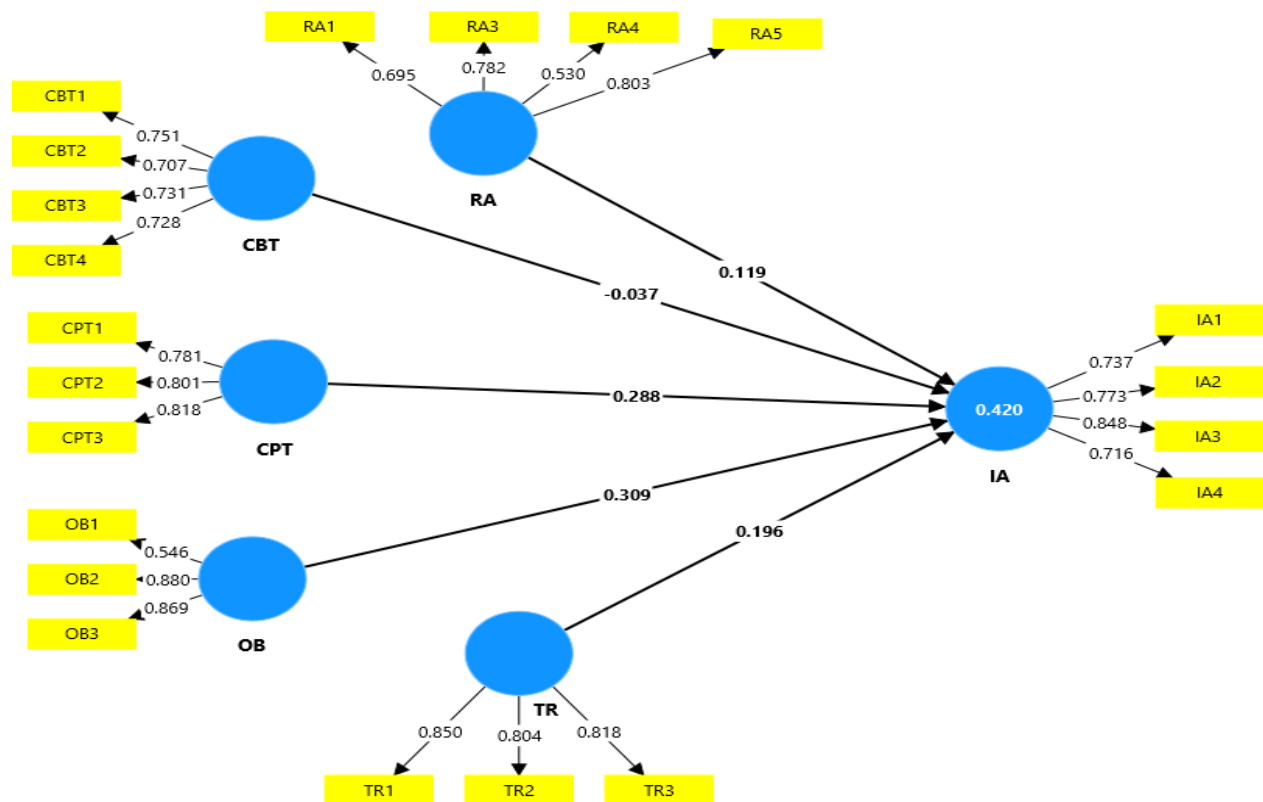 RA1
RA3
RA4
RA5
0.695
0.782
0.530
0.803
RA
CBT1
CBT2
CBT3
CBT4
0.751
0.707
0.731
0.728
CBT
0.119
-0.037
CPT1
CPT2
CPT3
0.781
0.801
0.818
CPT
0.288
0.420
IA
IA1
IA2
IA3
IA4
0.737
0.773
0.848
0.716
OB1
OB2
OB3
0.546
0.880
0.869
OB
0.309
0.196
TR
0.850
0.804
0.818
TR1
TR2
TR3